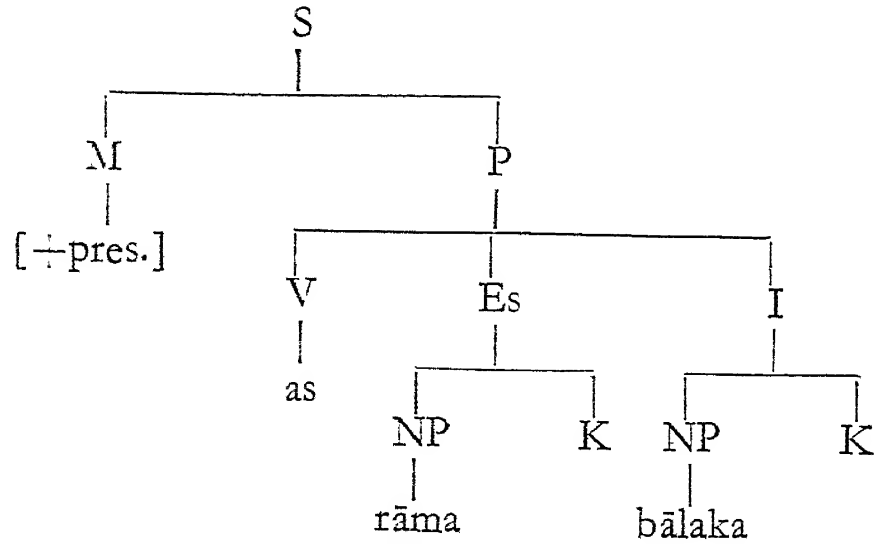 S
M P
[+pres.]
V Es I
as
NP K NP K
rāma bālaka